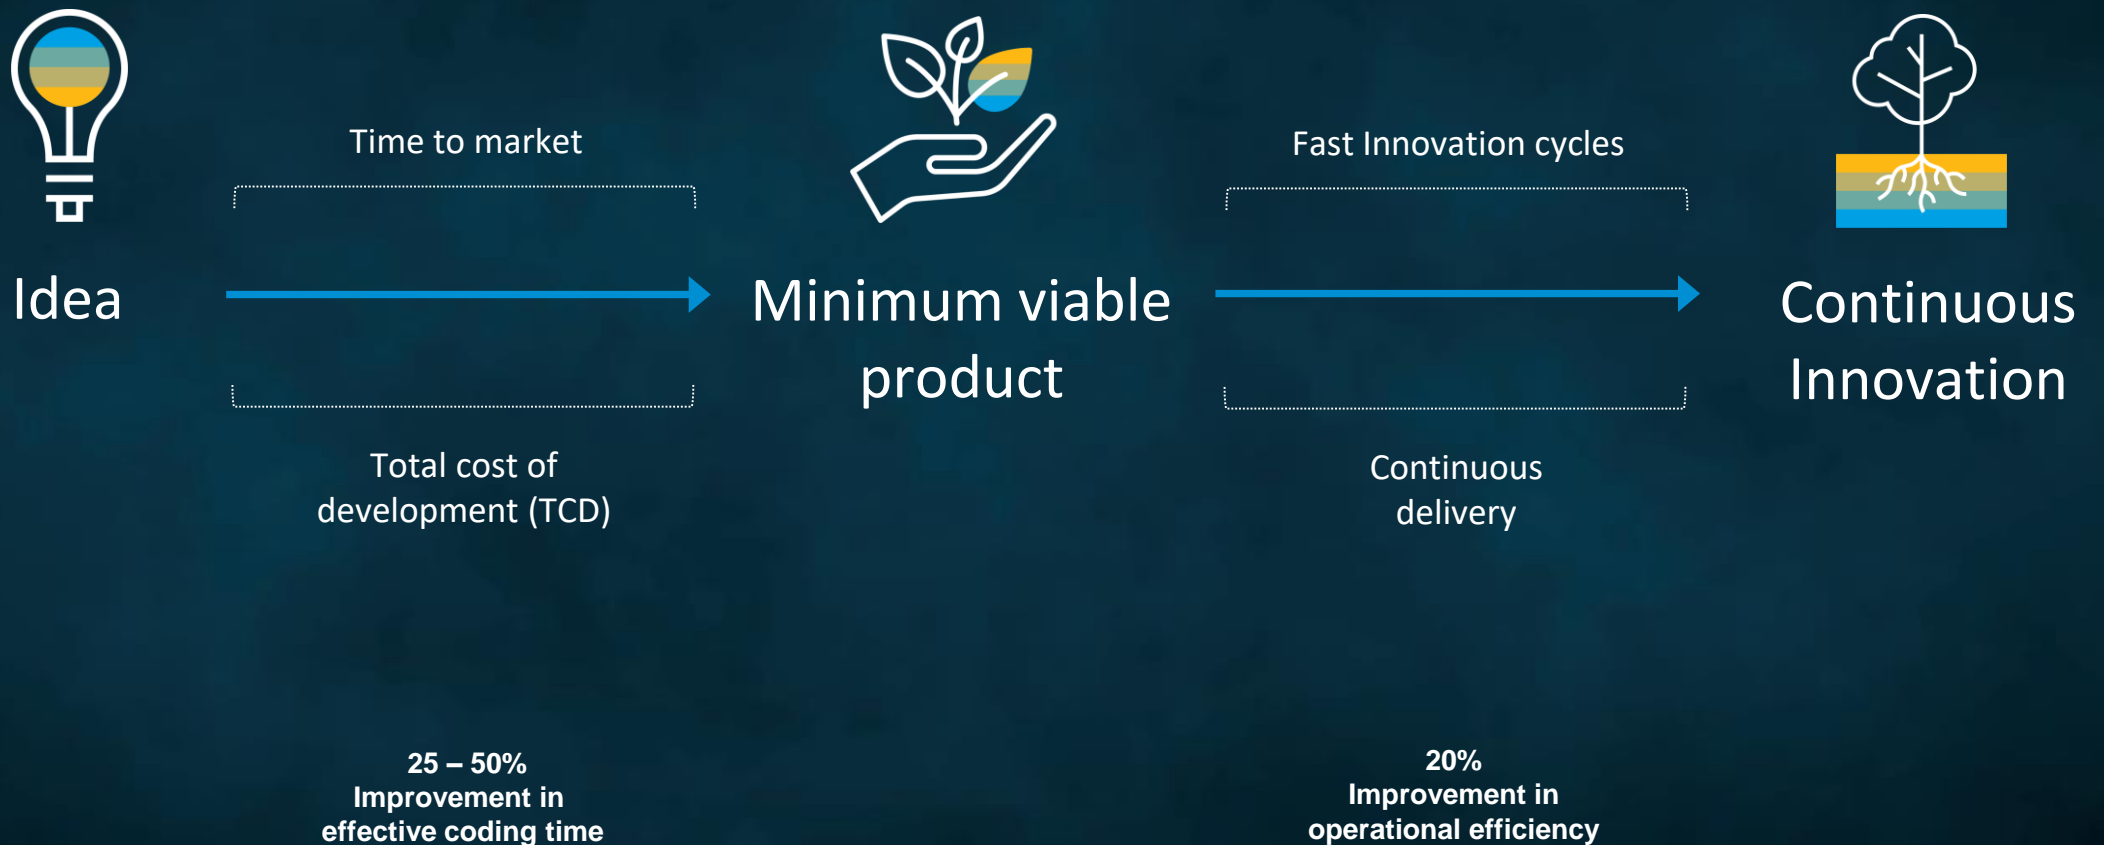 Time to market
Fast Innovation cycles
Idea
Minimum viable
product
Continuous
Innovation
Total cost of
development (TCD)
Continuous
delivery
25 – 50%
Improvement in
effective coding time
20%
Improvement in
operational efficiency